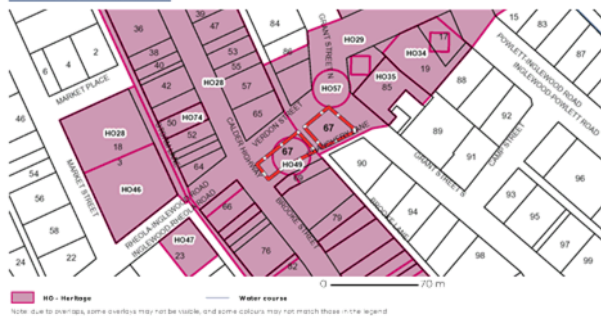 39
36
47
38
53
40
55
HO28
42
57
50
HO74
52
65
64
84
86
GRANT STREET N
HO29
HO57
HO34
17
19
HO35
85
88
15
83
87
POWLETT-INGLEWOOD ROAD
INGLEWOOD-POWLETT ROAD
6
4
2
MARKET PLACE
46
HO28
18
3
HO46
MARKET STREET
54
56
58
24
22
CALDER HIGHWAY
VERDON STREET
67
67
HO49
90
89
91
92
CAMP STREET
96
GRANT STREET S
93
95
97
99
94
98
BROOKE STREET
79
66
76
82
RHEOLA-INGLEWOOD ROAD
INGLEWOOD-RHEOLA ROAD
HO47
23
0
70 m
HO - Heritage
Water course
Note: due to overlaps, some overlays may not be visible, and some colours may not match those in the legend